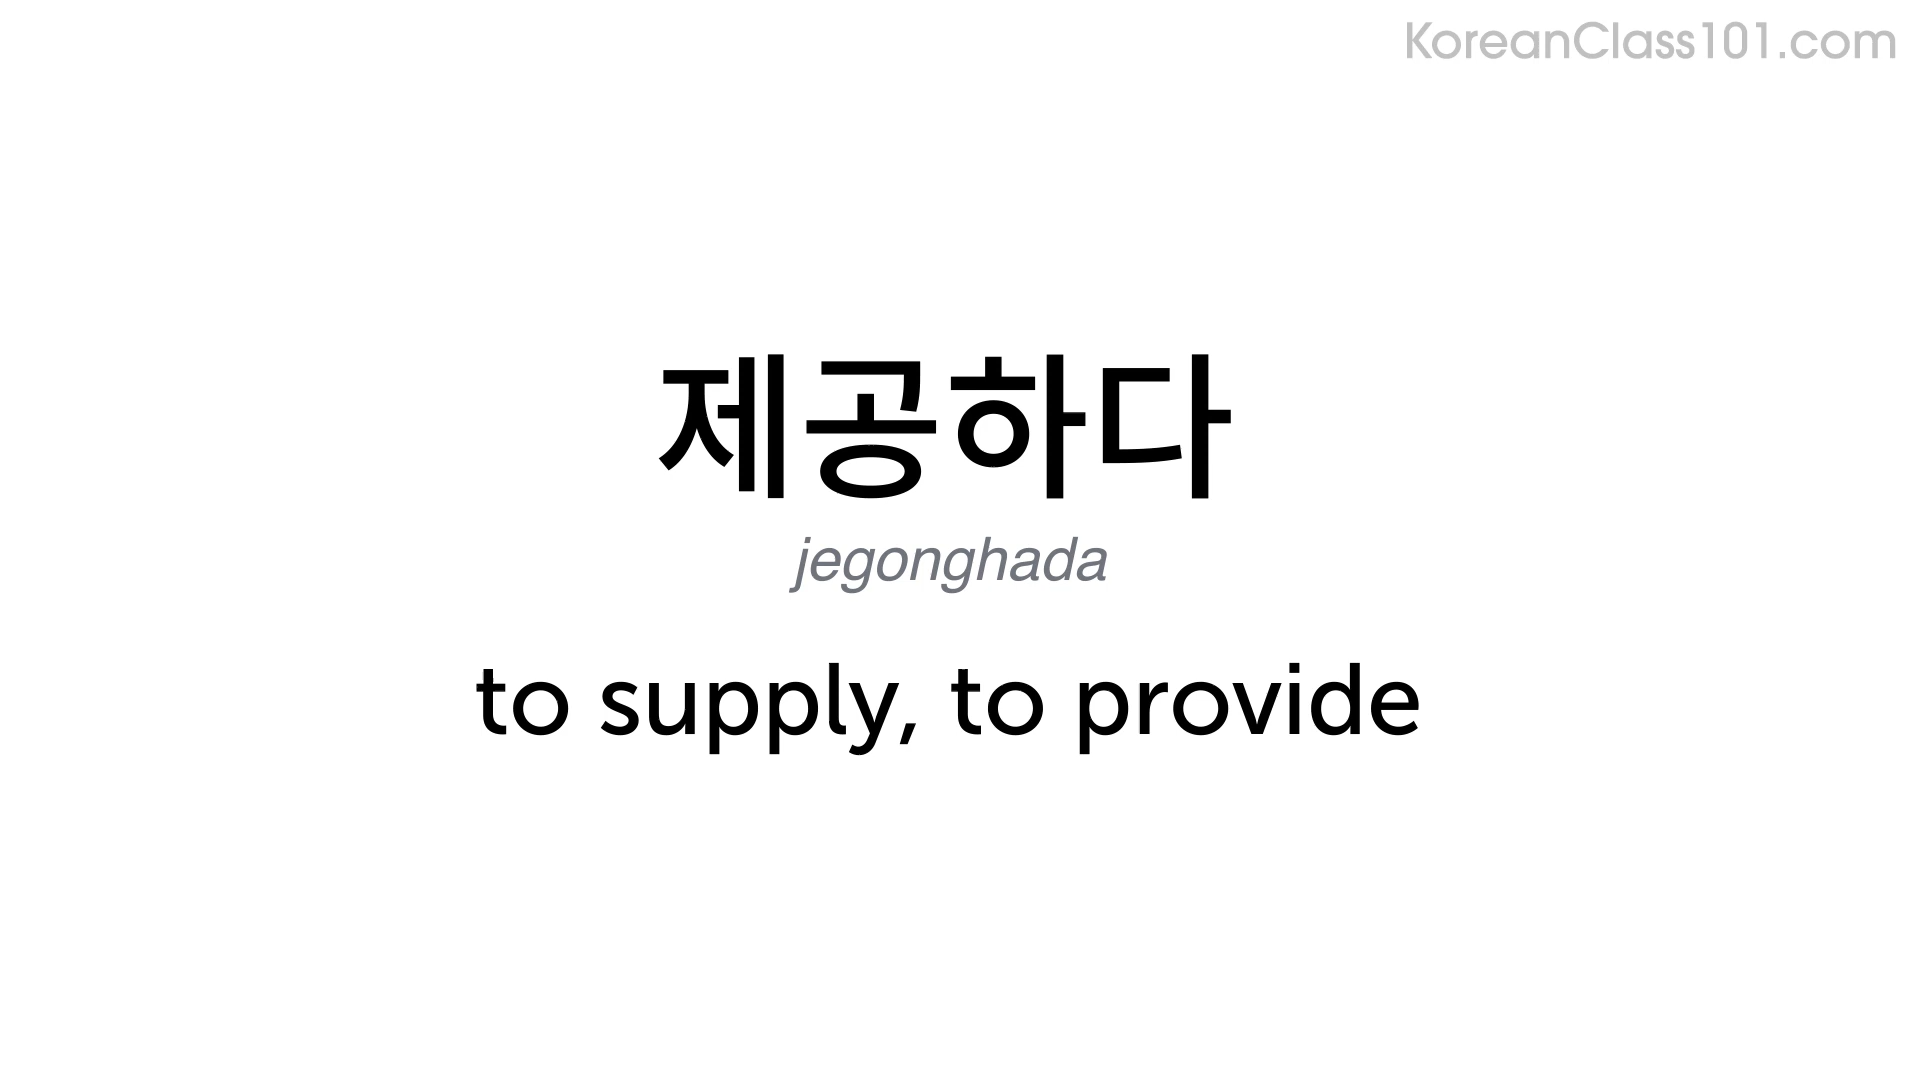 KoreanClass101.com
제공하다
jegonghada
to supply, to provide